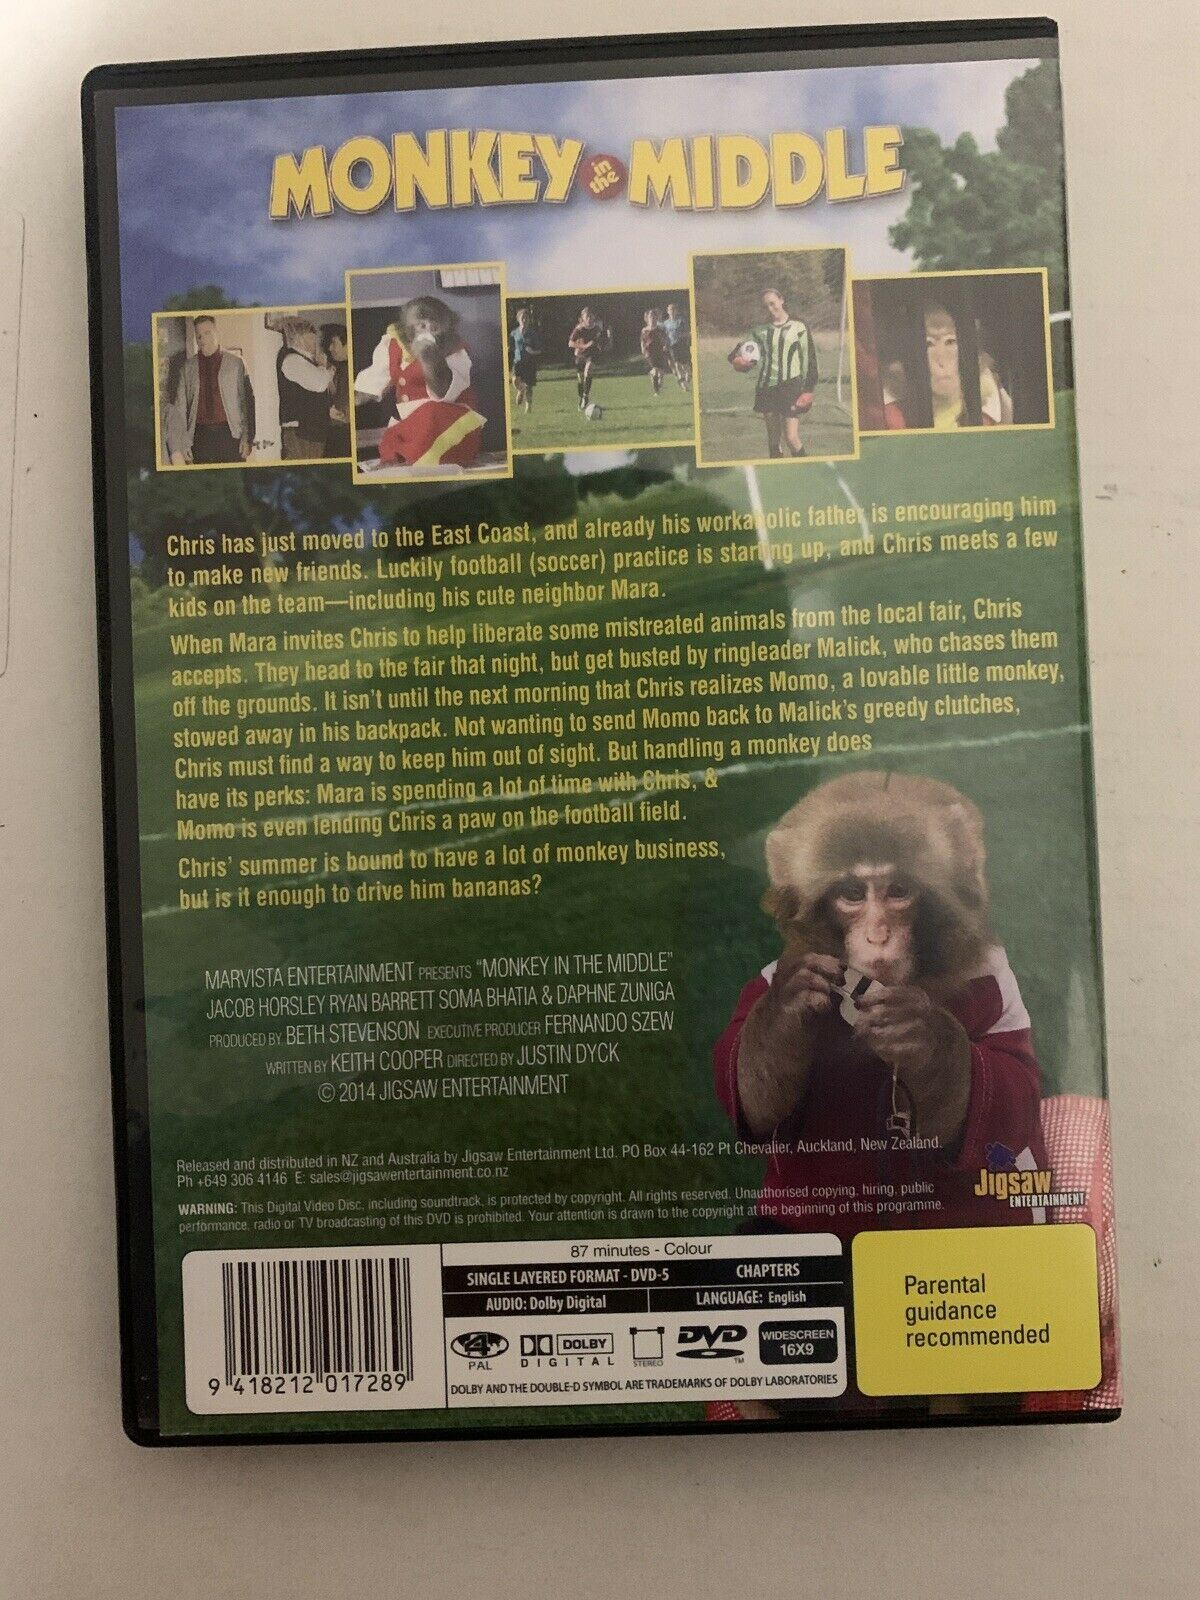 MONKEY in the MIDDLE
Chris has just moved to the East Coast, and already his workaholic father is encouraging him
to make new friends. Luckily football (soccer) practice is starting up, and Chris meets a few
kids on the team—including his cute neighbor Mara.
When Mara invites Chris to help liberate some mistreated animals from the local fair, Chris
accepts. They head to the fair that night, but get busted by ringleader Malick, who chases them
off the grounds. It isn't until the next morning that Chris realizes Momo, a lovable little monkey,
stowed away in his backpack. Not wanting to send Momo back to Malick's greedy clutches,
Chris must find a way to keep him out of sight. But handling a monkey does
have its perks: Mara is spending a lot of time with Chris, &
Momo is even lending Chris a paw on the football field.
Chris' summer is bound to have a lot of monkey business,
but is it enough to drive him bananas?
MARVISTA ENTERTAINMENT PRESENTS "MONKEY IN THE MIDDLE"
JACOB HORSLEY RYAN BARRETT SOMA BHATIA & DAPHNE ZUNIGA
PRODUCED BY BETH STEVENSON EXECUTIVE PRODUCER FERNANDO SZEW
WRITTEN BY KEITH COOPER DIRECTED BY JUSTIN DYCK
© 2014 JIGSAW ENTERTAINMENT
Released and distributed in NZ and Australia by Jigsaw Entertainment Ltd. PO Box 44-162 Pt Chevalier, Auckland, New Zealand.
Ph +649 306 4146 E: sales@jigsawentertainment.co.nz
Jigsaw
ENTERTAINMENT
WARNING: This Digital Video Disc, including soundtrack, is protected by copyright. All rights reserved. Unauthorised copying, hiring, public
performance, radio or TV broadcasting of this DVD is prohibited. Your attention is drawn to the copyright at the beginning of this programme.
9 418212 017289
87 minutes - Colour
SINGLE LAYERED FORMAT - DVD-5 CHAPTERS
AUDIO: Dolby Digital LANGUAGE: English
4 PAL
DOLBY DIGITAL
STEREO
DVD TM
WIDESCREEN
16X9
DOLBY AND THE DOUBLE-D SYMBOL ARE TRADEMARKS OF DOLBY LABORATORIES
Parental
guidance
recommended